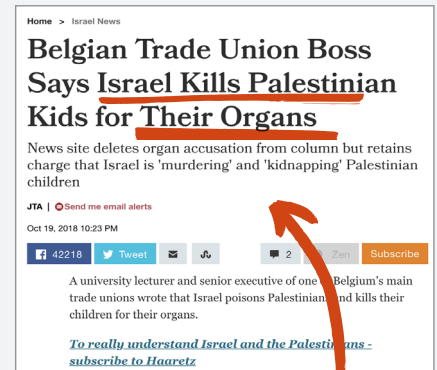 Home > Israel News
Belgian Trade Union Boss
Says Israel Kills Palestinian
Kids for Their Organs
News site deletes organ accusation from column but retains
charge that Israel is 'murdering' and 'kidnapping' Palestinian
children
JTA | Send me email alerts
Oct 19, 2018 10:23 PM
42218 Tweet 2 Zen Subscribe
A university lecturer and senior executive of one Belgium's main
trade unions wrote that Israel poisons Palestinian and kills their
children for their organs.
To really understand Israel and the Palestinians -
subscribe to Haaretz